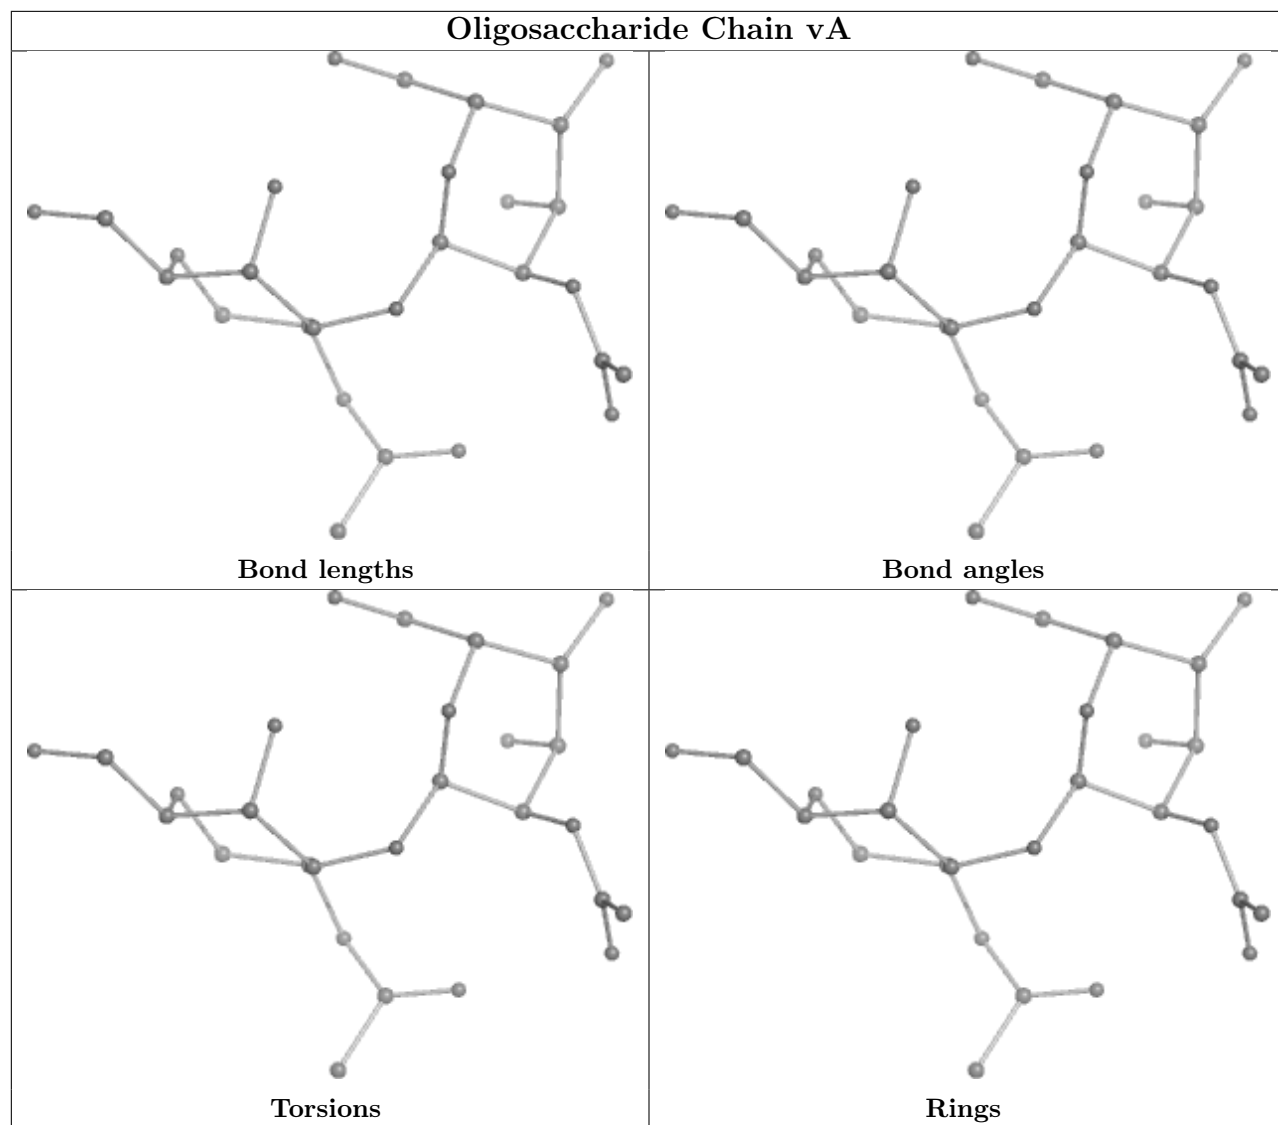 Oligosaccharide Chain vA
Bond lengths
Bond angles
Torsions
Rings